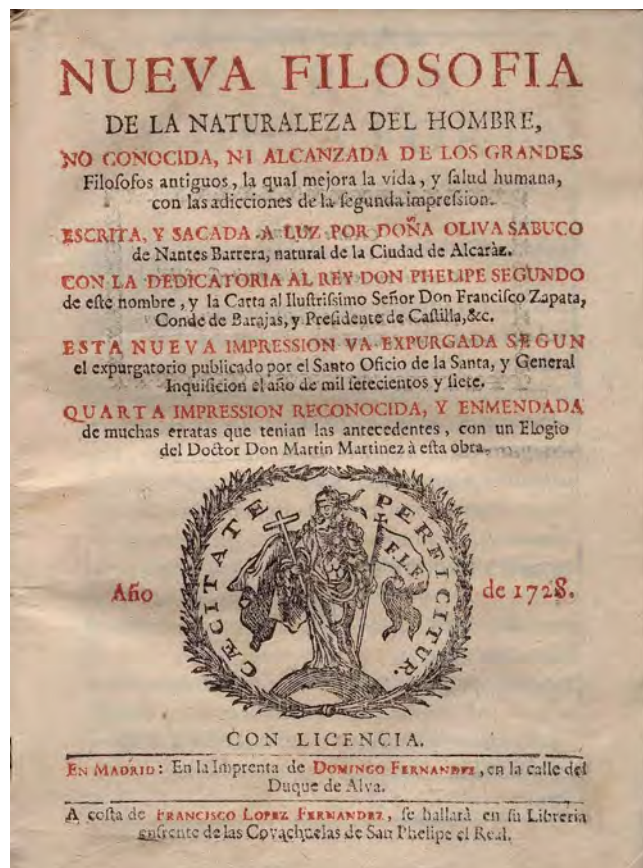 NUEVA FILOSOFIA
DE LA NATURALEZA DEL HOMBRE,
NO CONOCIDA, NI ALCANZADA DE LOS GRANDES
Filoſofos antiguos, la qual mejora la vida, y ſalud humana,
con las adicciones de la ſegunda impreſsion.
ESCRITA, Y SACADA A LUZ POR DOÑA OLIVA SABUCO
de Nantes Barrera, natural de la Ciudad de Alcaràz.
CON LA DEDICATORIA AL REY DON PHELIPE SEGUNDO
de eſte nombre, y la Carta al Iluſtriſsimo Señor Don Franciſco Zapata,
Conde de Barajas, y Preſidente de Caſtilla, &c.
ESTA NUEVA IMPRESSION VA EXPURGADA SEGUN
el expurgatorio publicado por el Santo Oficio de la Santa, y General
Inquiſicion el año de mil ſetecientos y ſiete.
QUARTA IMPRESSION RECONOCIDA, Y ENMENDADA
de muchas erratas que tenian las antecedentes, con un Elogio
del Doctor Don Martin Martinez à eſta obra.
CÆCITATE PERFICITUR.
Año de 1728.
CON LICENCIA.
EN MADRID: En la Imprenta de DOMINGO FERNANDEZ, en la calle del
Duque de Alva.
A coſta de FRANCISCO LOPEZ FERNANDEZ, ſe hallarà en ſu Libreria
enfrente de las Covachuelas de San Phelipe el Real.